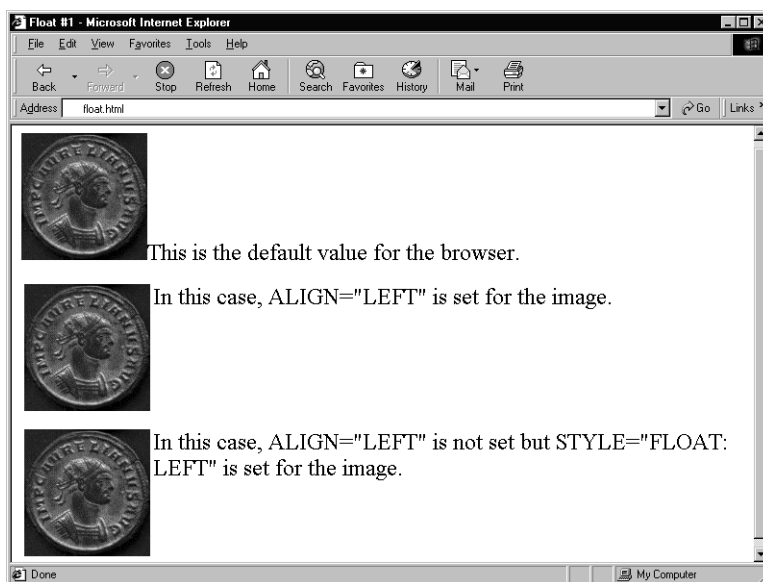 Float #1 - Microsoft Internet Explorer
File Edit View Favorites Tools Help
Back Forward Stop Refresh Home Search Favorites History Mail Print
Address float.html Go Links »
IMPCAURELIANUSAUG
This is the default value for the browser.
IMPCAURELIANUSAUG
In this case, ALIGN="LEFT" is set for the image.
IMPCAURELIANUSAUG
In this case, ALIGN="LEFT" is not set but STYLE="FLOAT:
LEFT" is set for the image.
Done My Computer